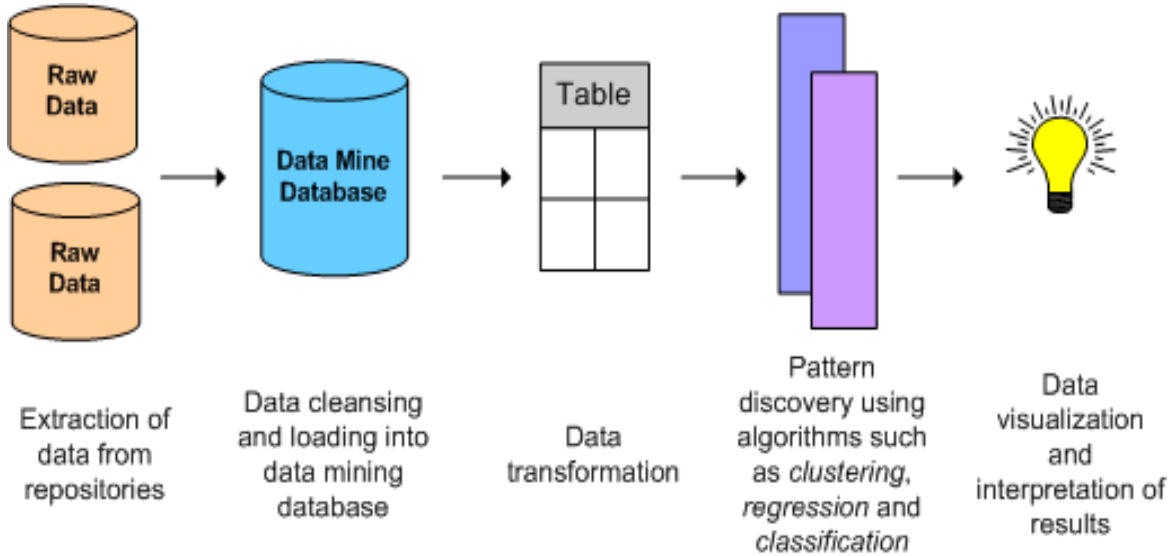 Raw
Data
Raw
Data
Data Mine
Database
Table
Extraction of
data from
repositories
Data cleansing
and loading into
data mining
database
Data
transformation
Pattern
discovery using
algorithms such
as clustering,
regression and
classification
Data
visualization
and
interpretation of
results